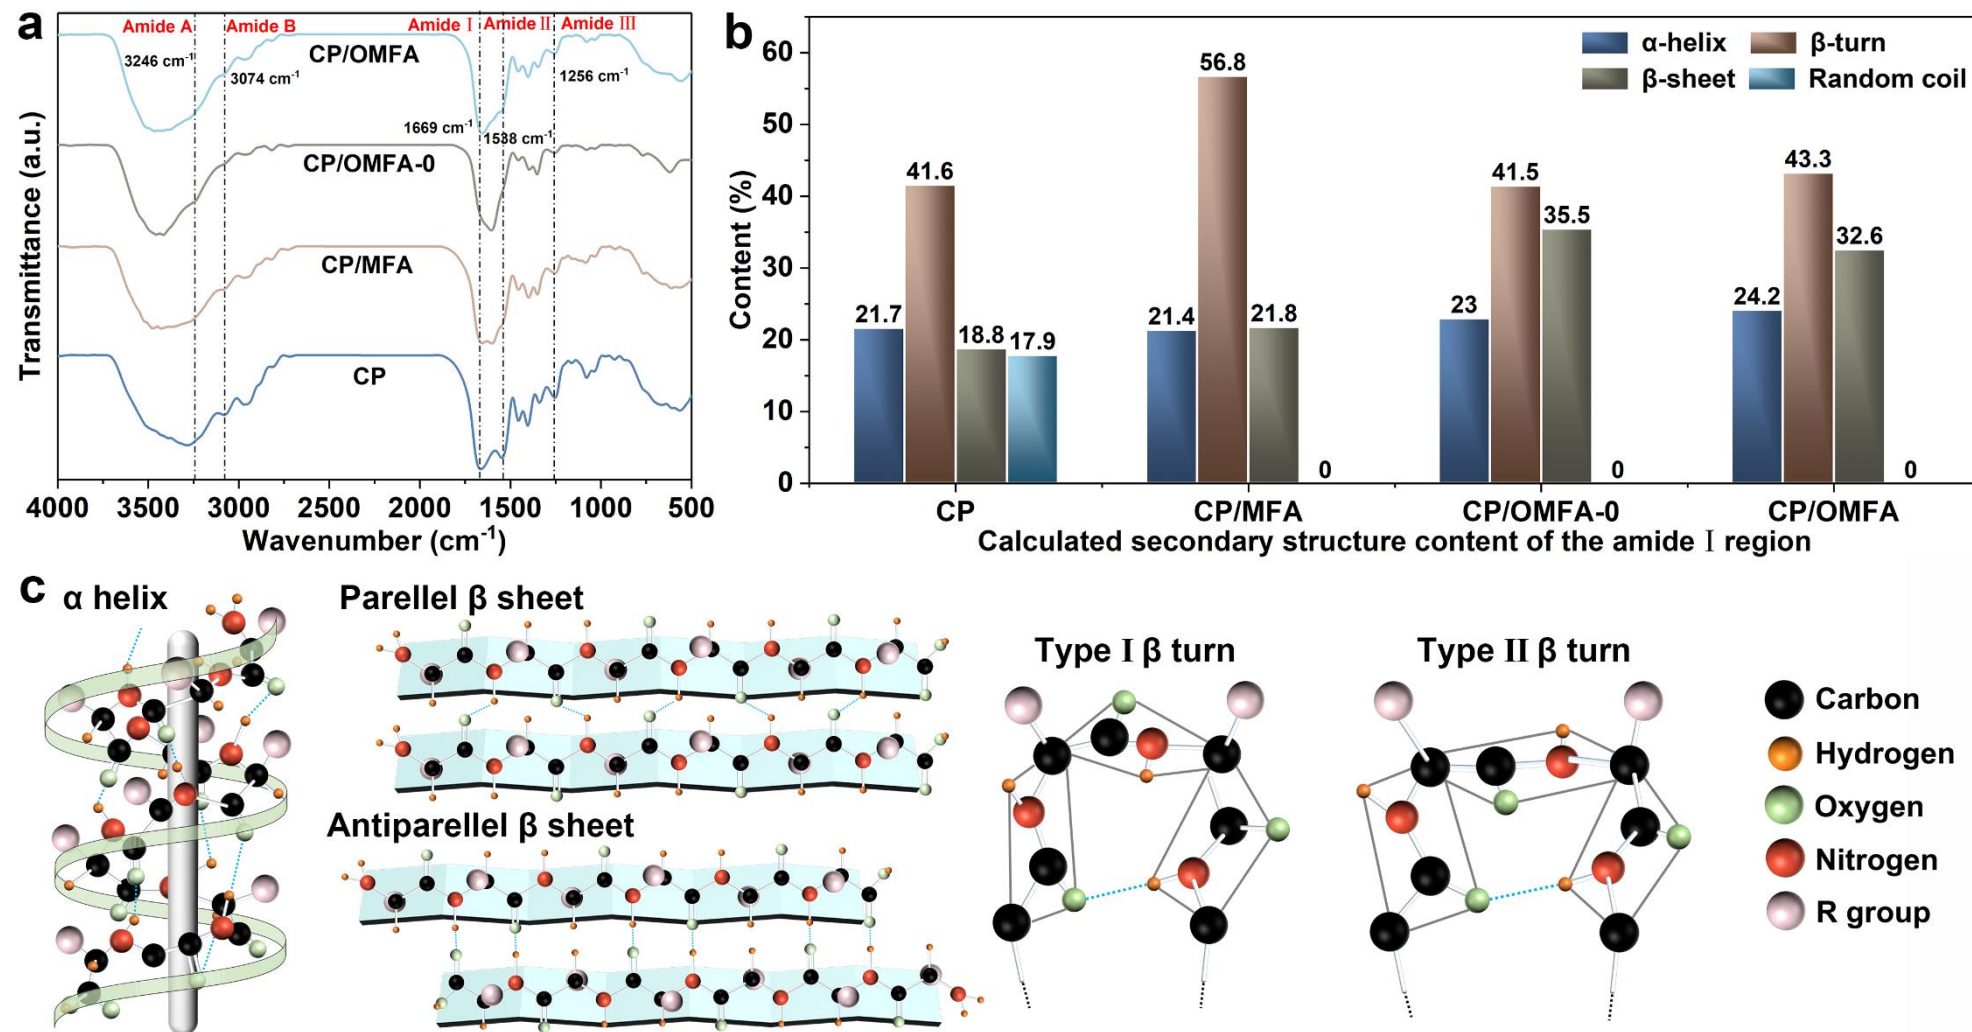 a
Amide A
Amide B
Amide I
Amide II
Amide III
3246 cm⁻¹
3074 cm⁻¹
CP/OMFA
1256 cm⁻¹
1669 cm⁻¹
1538 cm⁻¹
CP/OMFA-0
CP/MFA
CP
Transmittance (a.u.)
4000 3500 3000 2500 2000 1500 1000 500
Wavenumber (cm⁻¹)
b
α-helix
β-turn
β-sheet
Random coil
Content (%)
60
50
40
30
20
10
0
21.7
41.6
18.8
17.9
21.4
56.8
21.8
0
23
41.5
35.5
0
24.2
43.3
32.6
0
CP CP/MFA CP/OMFA-0 CP/OMFA
Calculated secondary structure content of the amide I region
c
α helix
Parellel β sheet
Antiparellel β sheet
Type I β turn
Type II β turn
Carbon
Hydrogen
Oxygen
Nitrogen
R group